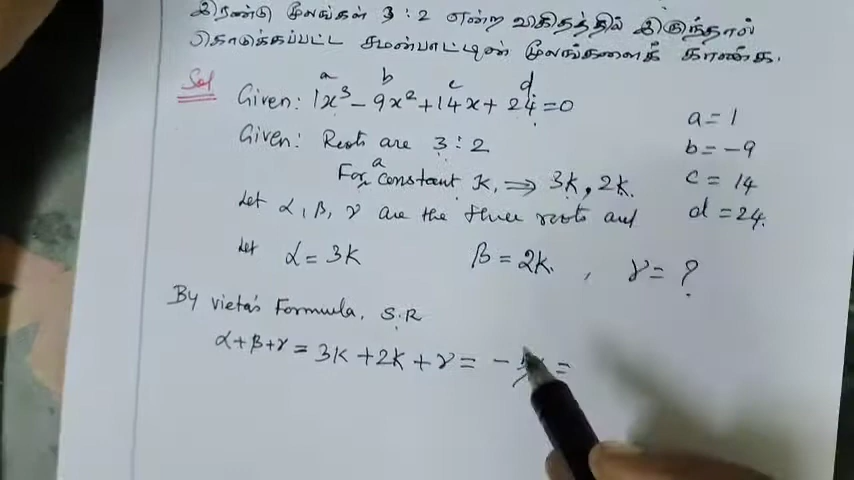 இரண்டு மூலங்கள் 3 : 2 என்ற விகிதத்தில் இருந்தால்
கொடுக்கப்பட்ட சமன்பாட்டின் மூலங்களைக் காண்க.
Sol
a b c d
Given: 1x³ - 9x² + 14x + 24 = 0
a = 1
Given: Roots are 3 : 2
b = -9
For a constant K, ⇒ 3K, 2K.
c = 14
Let α, β, γ are the three roots and
d = 24.
Let α = 3K β = 2K, γ = ?
By vieta's Formula, S.R
α+β+γ = 3K + 2K + γ = - =